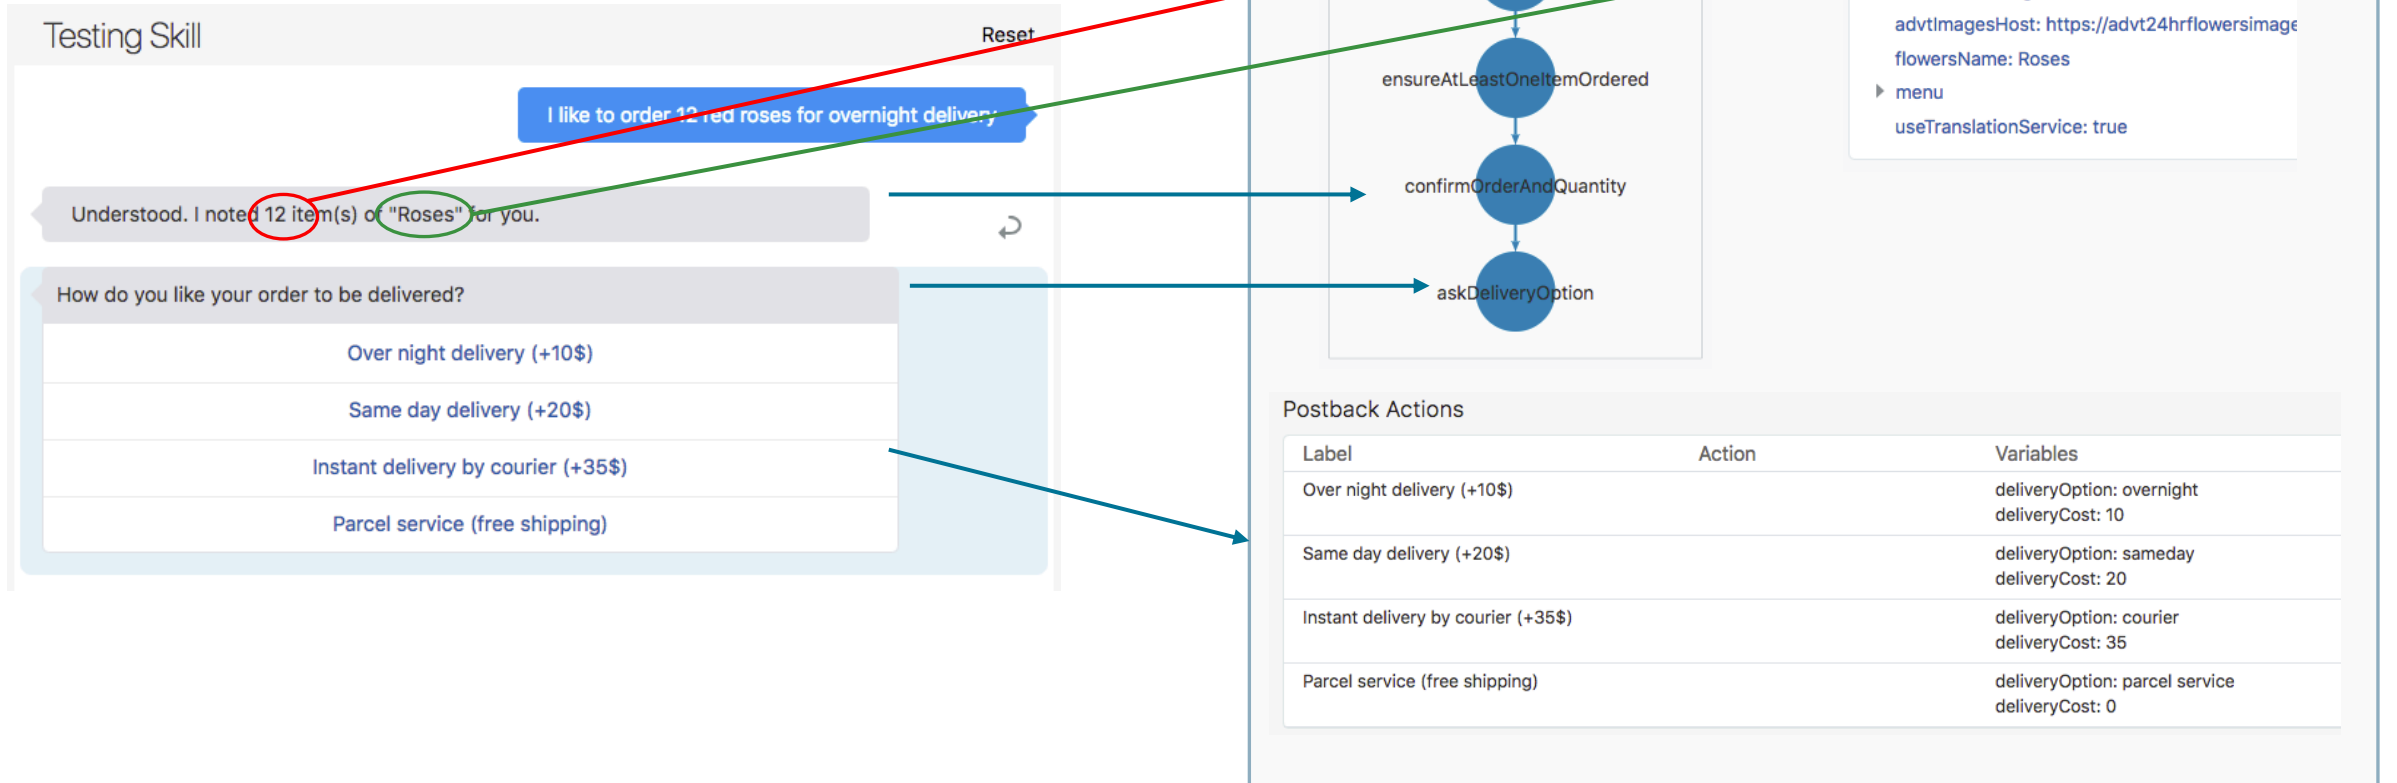 Testing Skill
Reset
I like to order 12 red roses for overnight delivery
Understood. I noted 12 item(s) of "Roses" for you.
How do you like your order to be delivered?
Over night delivery (+10$)
Same day delivery (+20$)
Instant delivery by courier (+35$)
Parcel service (free shipping)
ensureAtLeastOneItemOrdered
confirmOrderAndQuantity
askDeliveryOption
advtImagesHost: https://advt24hrflowersimage
flowersName: Roses
menu
useTranslationService: true
Postback Actions
Label Action Variables
Over night delivery (+10$) deliveryOption: overnight
deliveryCost: 10
Same day delivery (+20$) deliveryOption: sameday
deliveryCost: 20
Instant delivery by courier (+35$) deliveryOption: courier
deliveryCost: 35
Parcel service (free shipping) deliveryOption: parcel service
deliveryCost: 0